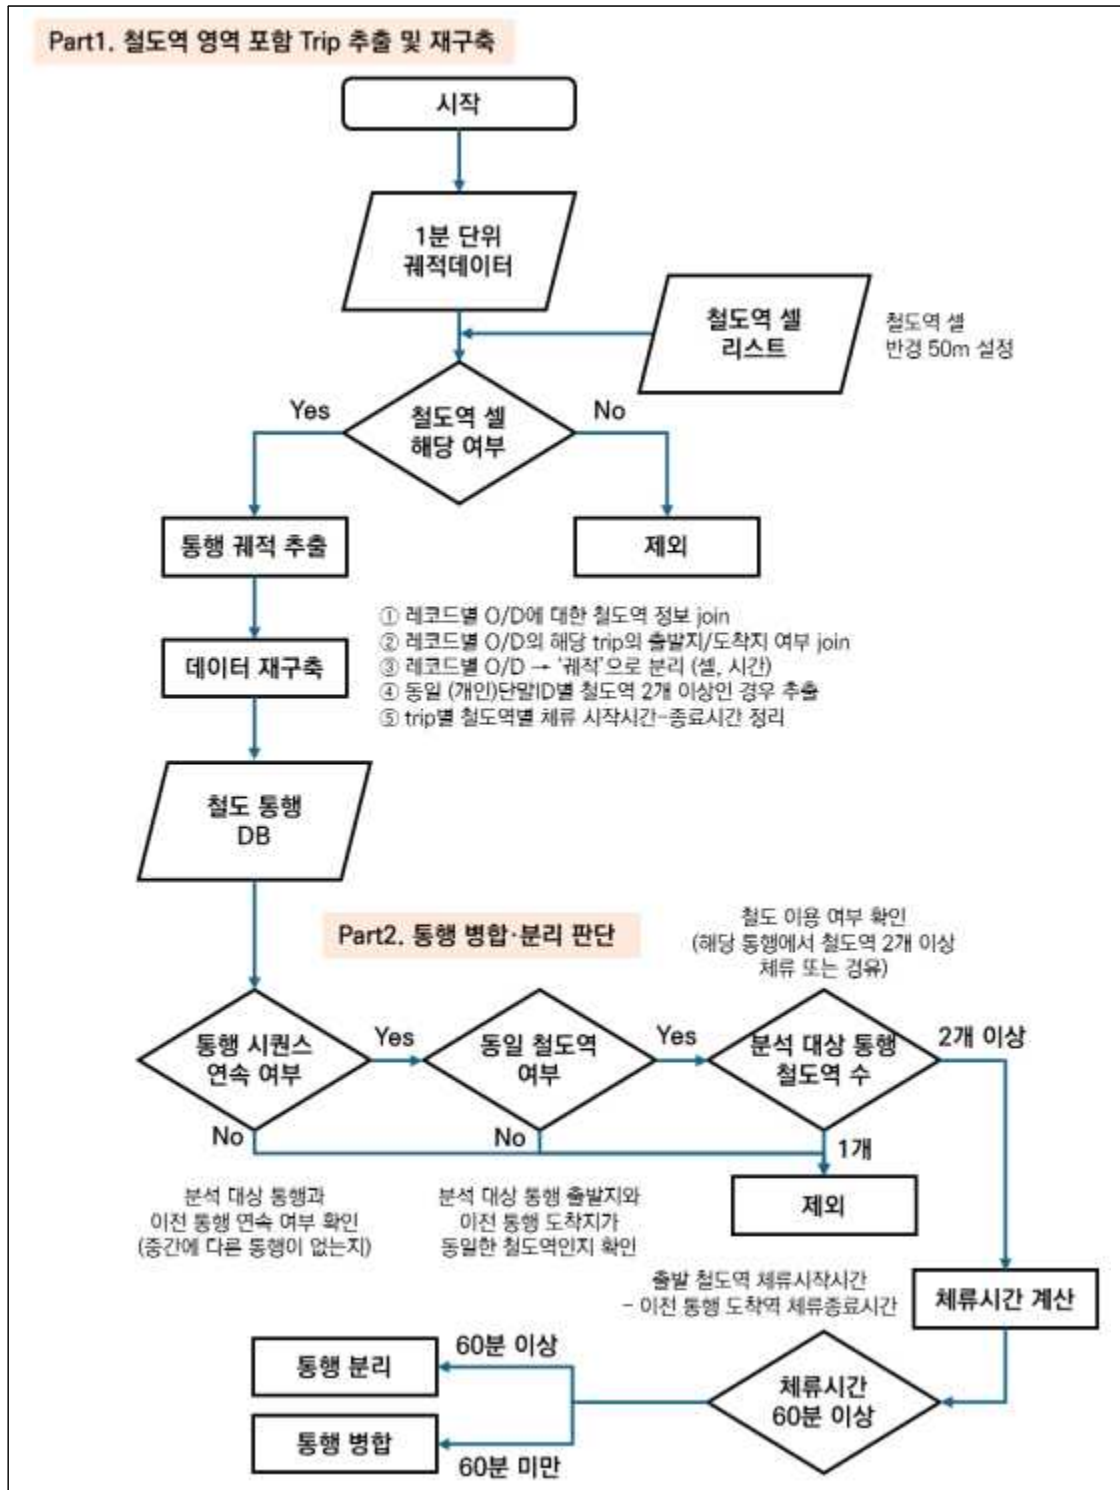 Part1. 철도역 영역 포함 Trip 추출 및 재구축
시작
1분 단위
궤적데이터
철도역 셀
리스트
철도역 셀
반경 50m 설정
Yes
철도역 셀
해당 여부
No
통행 궤적 추출
제외
데이터 재구축
① 레코드별 O/D에 대한 철도역 정보 join
② 레코드별 O/D의 해당 trip의 출발지/도착지 여부 join
③ 레코드별 O/D → ‘궤적’으로 분리 (셀, 시간)
④ 동일 (개인)단말ID별 철도역 2개 이상인 경우 추출
⑤ trip별 철도역별 체류 시작시간-종료시간 정리
철도 통행
DB
Part2. 통행 병합·분리 판단
철도 이용 여부 확인
(해당 통행에서 철도역 2개 이상
체류 또는 경유)
통행 시퀀스
연속 여부
Yes
동일 철도역
여부
Yes
분석 대상 통행
철도역 수
2개 이상
No
No
1개
제외
분석 대상 통행과
이전 통행 연속 여부 확인
(중간에 다른 통행이 없는지)
분석 대상 통행 출발지와
이전 통행 도착지가
동일한 철도역인지 확인
출발 철도역 체류시작시간
- 이전 통행 도착역 체류종료시간
체류시간 계산
60분 이상
통행 분리
체류시간
60분 이상
통행 병합
60분 미만